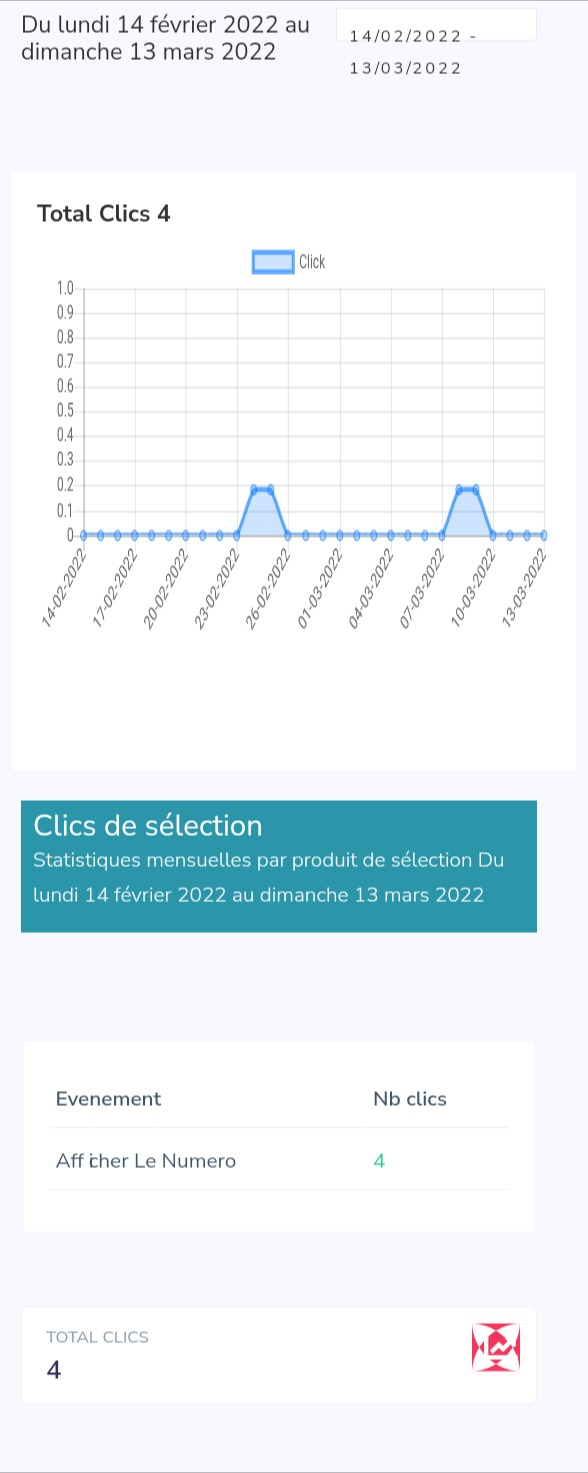 Du lundi 14 février 2022 au
dimanche 13 mars 2022
14/02/2022 -
13/03/2022
Total Clics 4
Click
1.0
0.9
0.8
0.7
0.6
0.5
0.4
0.3
0.2
0.1
0
14-02-2022
17-02-2022
20-02-2022
23-02-2022
26-02-2022
01-03-2022
04-03-2022
07-03-2022
10-03-2022
13-03-2022
Clics de sélection
Statistiques mensuelles par produit de sélection Du
lundi 14 février 2022 au dimanche 13 mars 2022
Evenement Nb clics
Afficher Le Numero 4
TOTAL CLICS
4